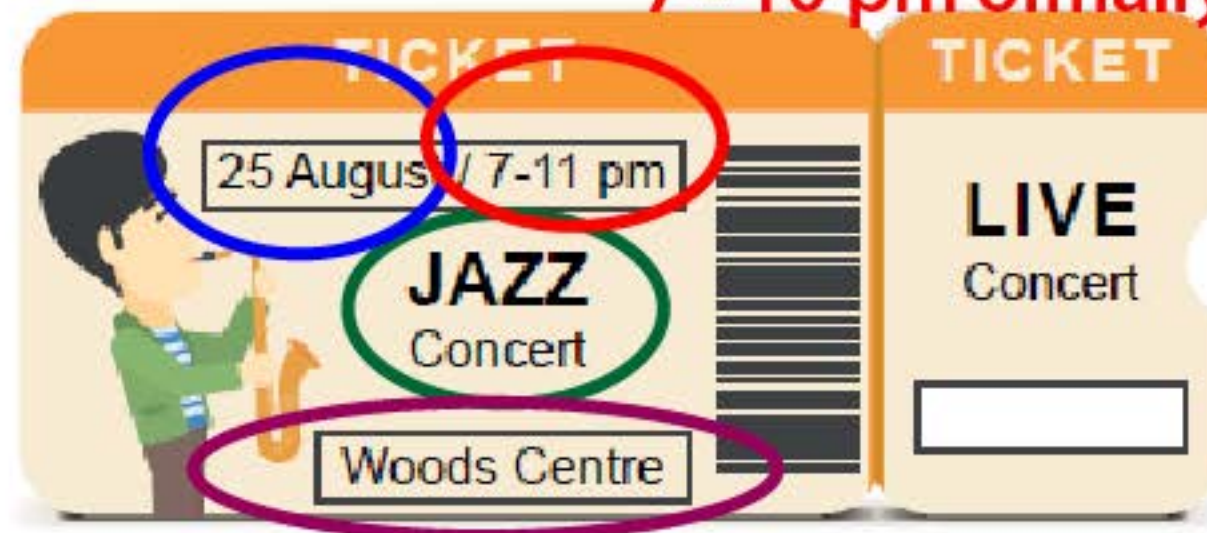 TICKET
25 Augus / 7-11 pm
JAZZ
Concert
Woods Centre
TICKET
LIVE
Concert